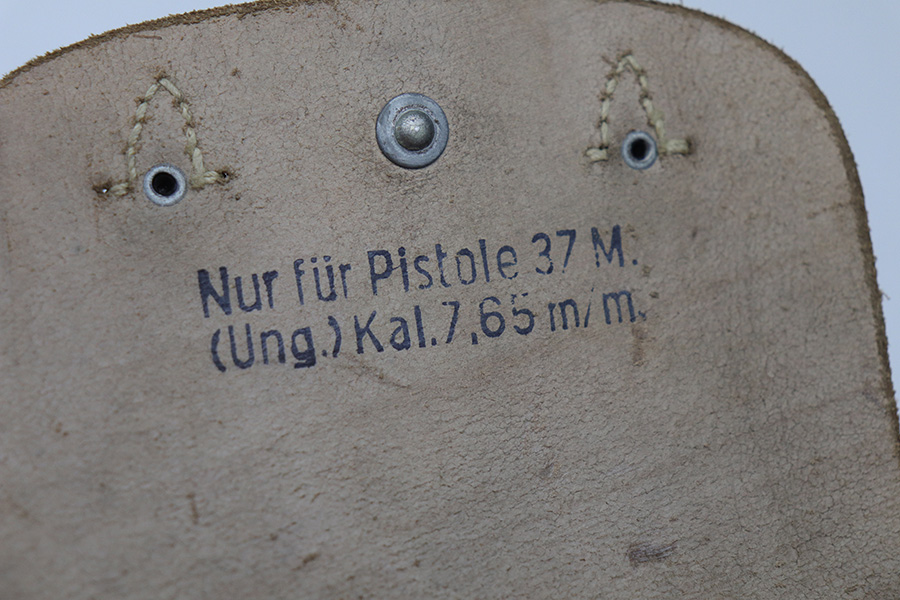 Nur für Pistole 37 M.
(Ung.) Kal. 7,65 m/m.